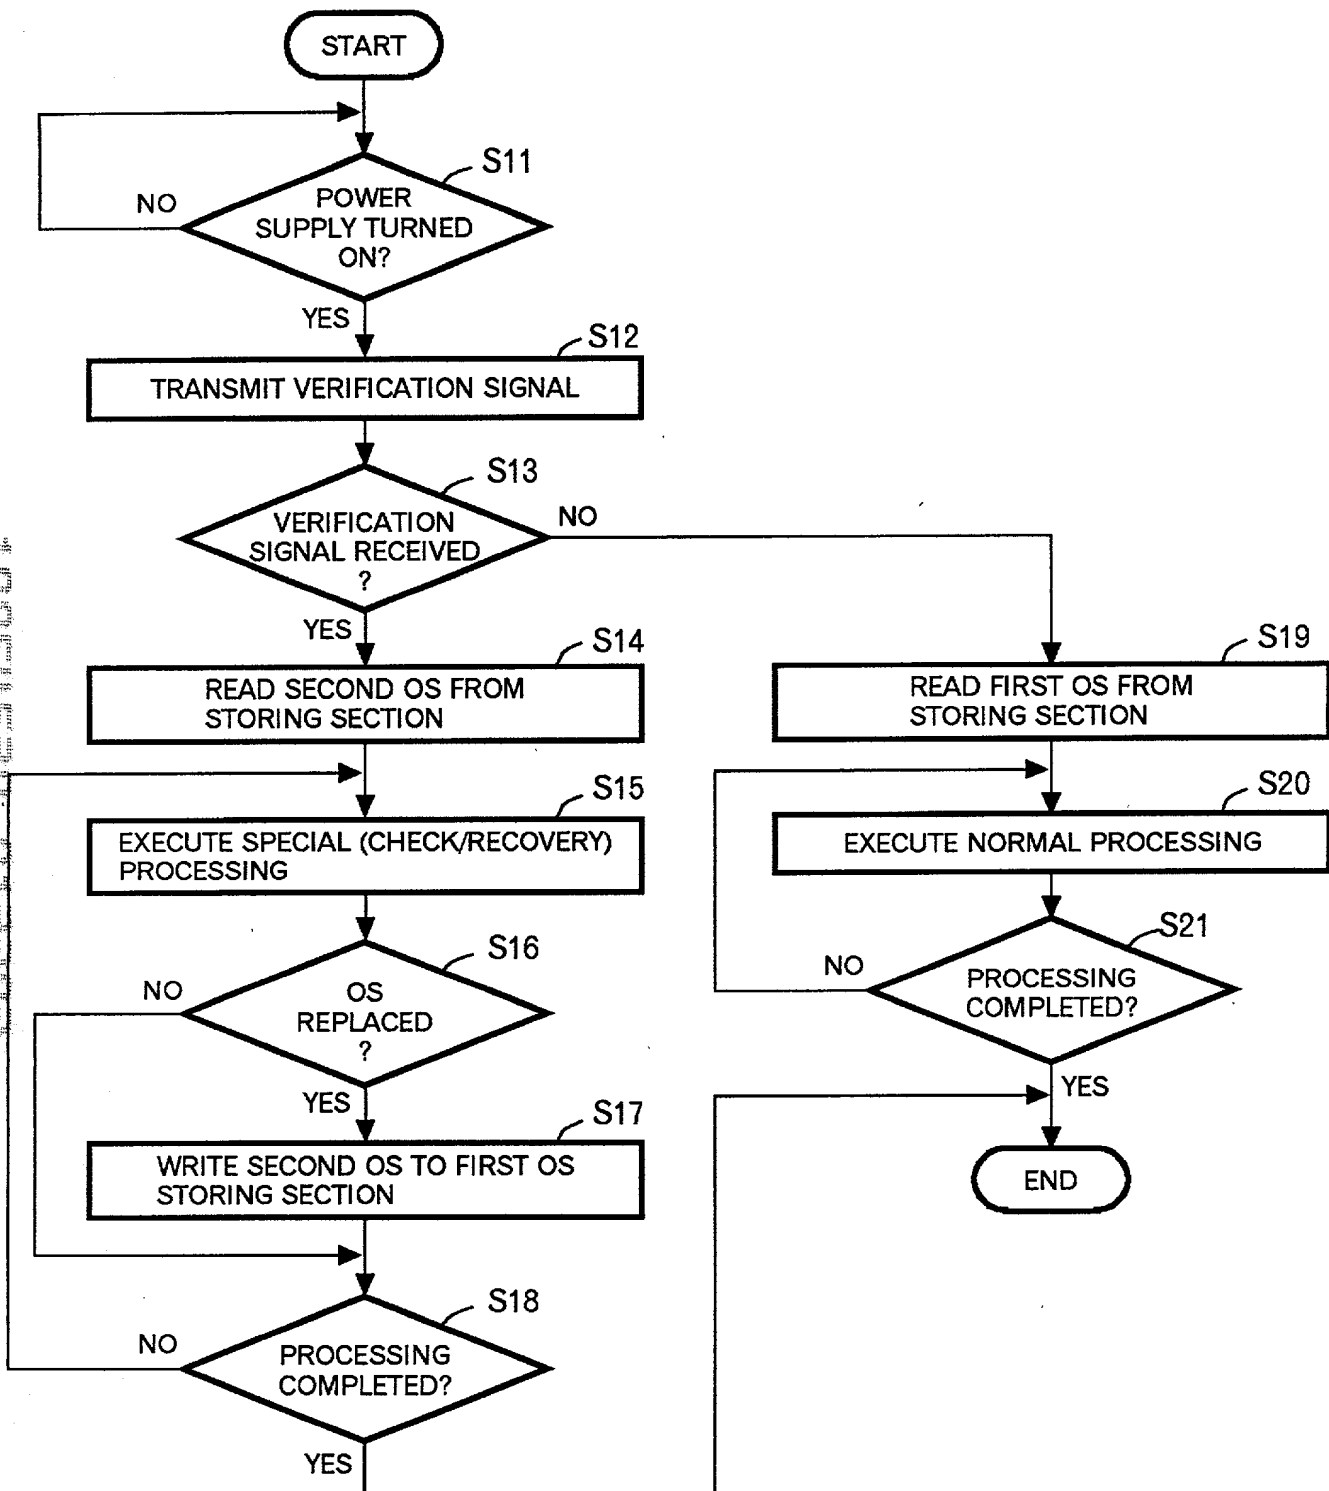 START
S11
POWER
SUPPLY TURNED
ON?
NO
YES
S12
TRANSMIT VERIFICATION SIGNAL
S13
VERIFICATION
SIGNAL RECEIVED
?
NO
YES
S14
READ SECOND OS FROM
STORING SECTION
S15
EXECUTE SPECIAL (CHECK/RECOVERY)
PROCESSING
S16
OS
REPLACED
?
NO
YES
S17
WRITE SECOND OS TO FIRST OS
STORING SECTION
S18
PROCESSING
COMPLETED?
NO
YES
S19
READ FIRST OS FROM
STORING SECTION
S20
EXECUTE NORMAL PROCESSING
S21
PROCESSING
COMPLETED?
NO
YES
END